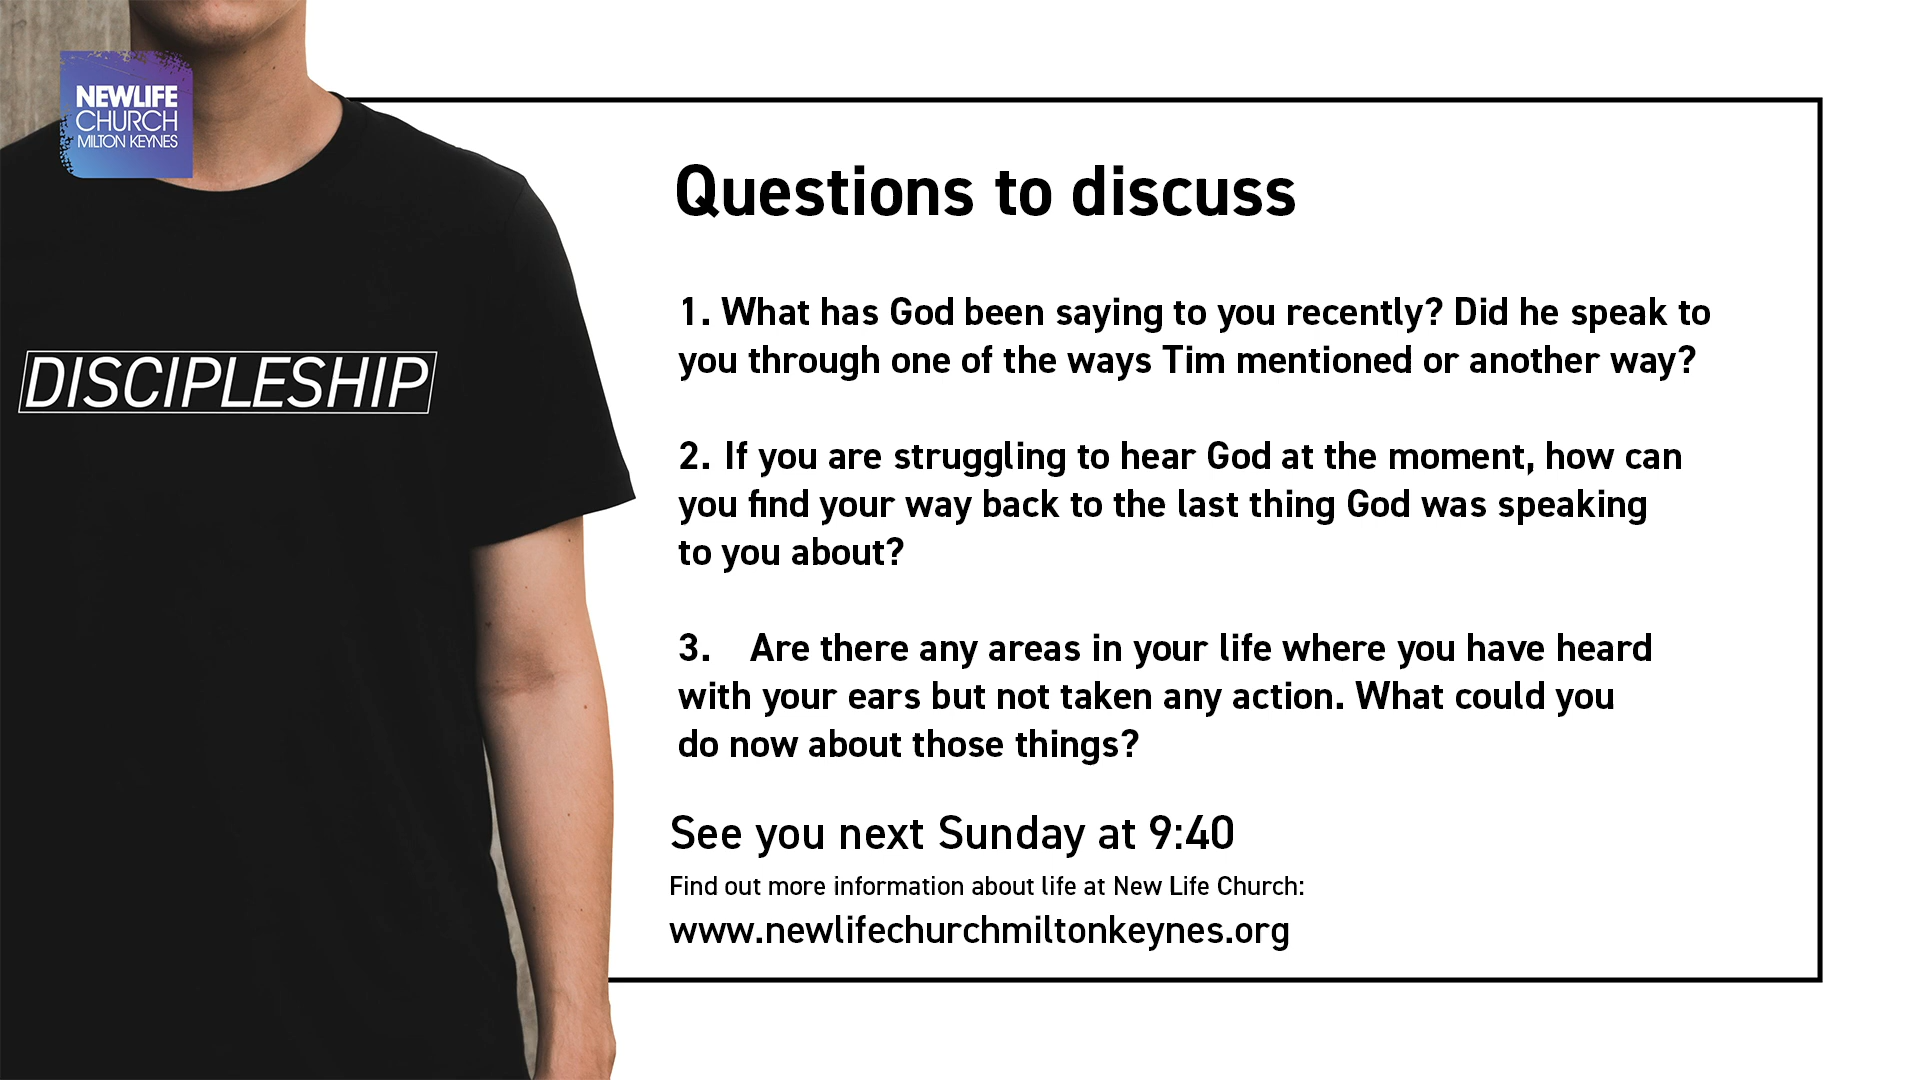 NEWLIFE
CHURCH
MILTON KEYNES
DISCIPLESHIP
Questions to discuss
1. What has God been saying to you recently? Did he speak to
you through one of the ways Tim mentioned or another way?
2. If you are struggling to hear God at the moment, how can
you find your way back to the last thing God was speaking
to you about?
3. Are there any areas in your life where you have heard
with your ears but not taken any action. What could you
do now about those things?
See you next Sunday at 9:40
Find out more information about life at New Life Church:
www.newlifechurchmiltonkeynes.org